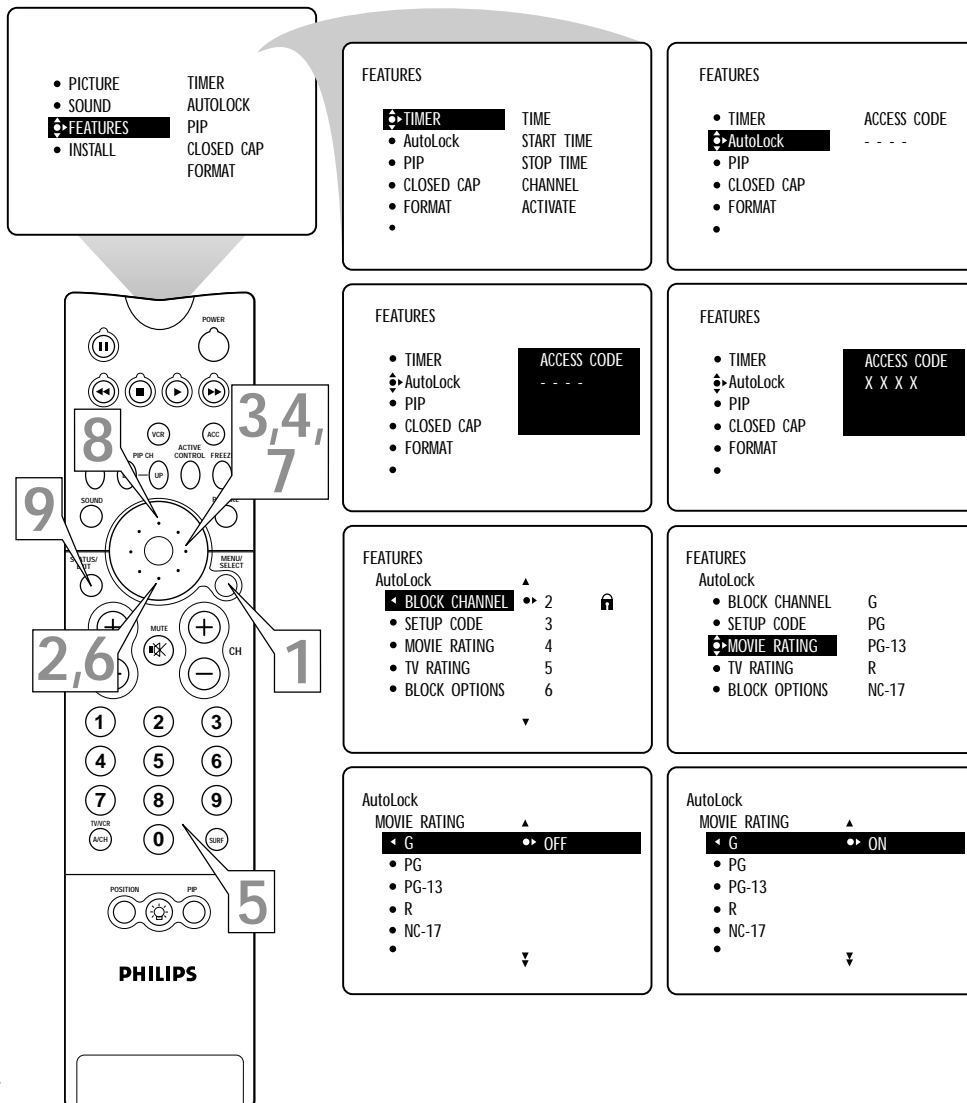 PICTURE TIMER
SOUND AUTOLOCK
FEATURES PIP
INSTALL CLOSED CAP
FORMAT
FEATURES
TIMER TIME
AutoLock START TIME
PIP STOP TIME
CLOSED CAP CHANNEL
FORMAT ACTIVATE
FEATURES
TIMER ACCESS CODE
AutoLock - - - -
PIP
CLOSED CAP
FORMAT
FEATURES
TIMER ACCESS CODE
AutoLock - - - -
PIP
CLOSED CAP
FORMAT
FEATURES
TIMER ACCESS CODE
AutoLock X X X X
PIP
CLOSED CAP
FORMAT
FEATURES
AutoLock
BLOCK CHANNEL 2
SETUP CODE 3
MOVIE RATING 4
TV RATING 5
BLOCK OPTIONS 6
FEATURES
AutoLock
BLOCK CHANNEL G
SETUP CODE PG
MOVIE RATING PG-13
TV RATING R
BLOCK OPTIONS NC-17
AutoLock
MOVIE RATING
G OFF
PG
PG-13
R
NC-17
AutoLock
MOVIE RATING
G ON
PG
PG-13
R
NC-17
POWER
VCR ACC
PIP CH
ACTIVE
CONTROL
UP
SOUND
8
3,4,
7
9
MENU/
SELECT
2,6
MUTE
CH
1
1 2 3
4 5 6
7 8 9
TV/VCR
A/CH 0 SURF
5
POSITION PIP
PHILIPS